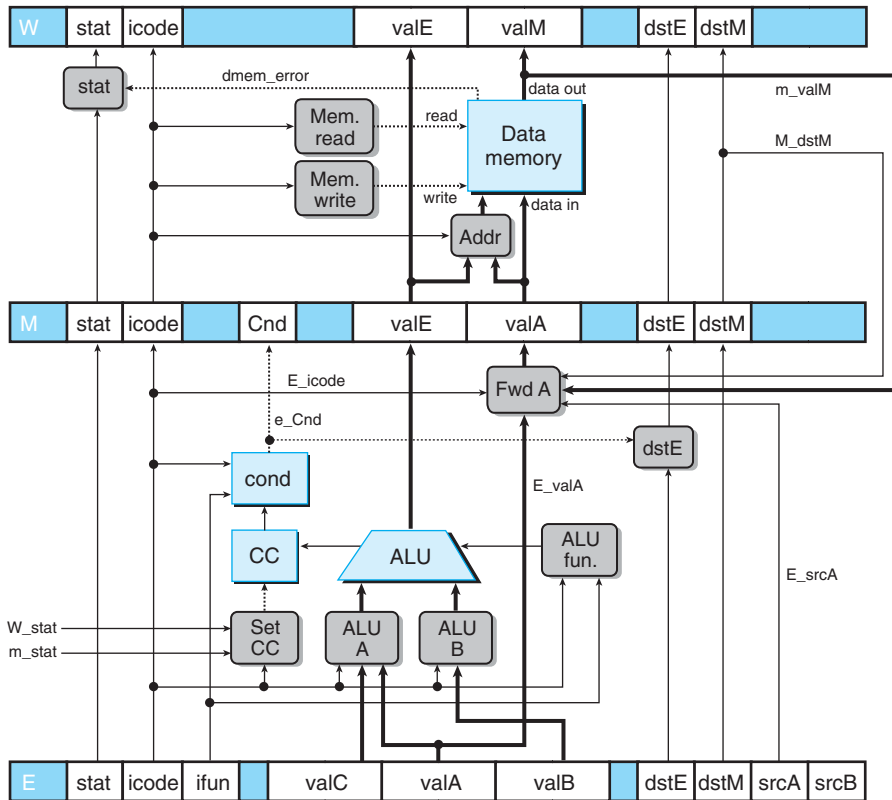 W stat icode valE valM dstE dstM
dmem_error
data out
m_valM
stat
Mem.
read
read
Data
memory
M_dstM
Mem.
write
write
data in
Addr
M stat icode Cnd valE valA dstE dstM
E_icode
Fwd A
e_Cnd
dstE
cond
E_valA
CC
ALU
ALU
fun.
E_srcA
W_stat
m_stat
Set
CC
ALU
A
ALU
B
E stat icode ifun valC valA valB dstE dstM srcA srcB